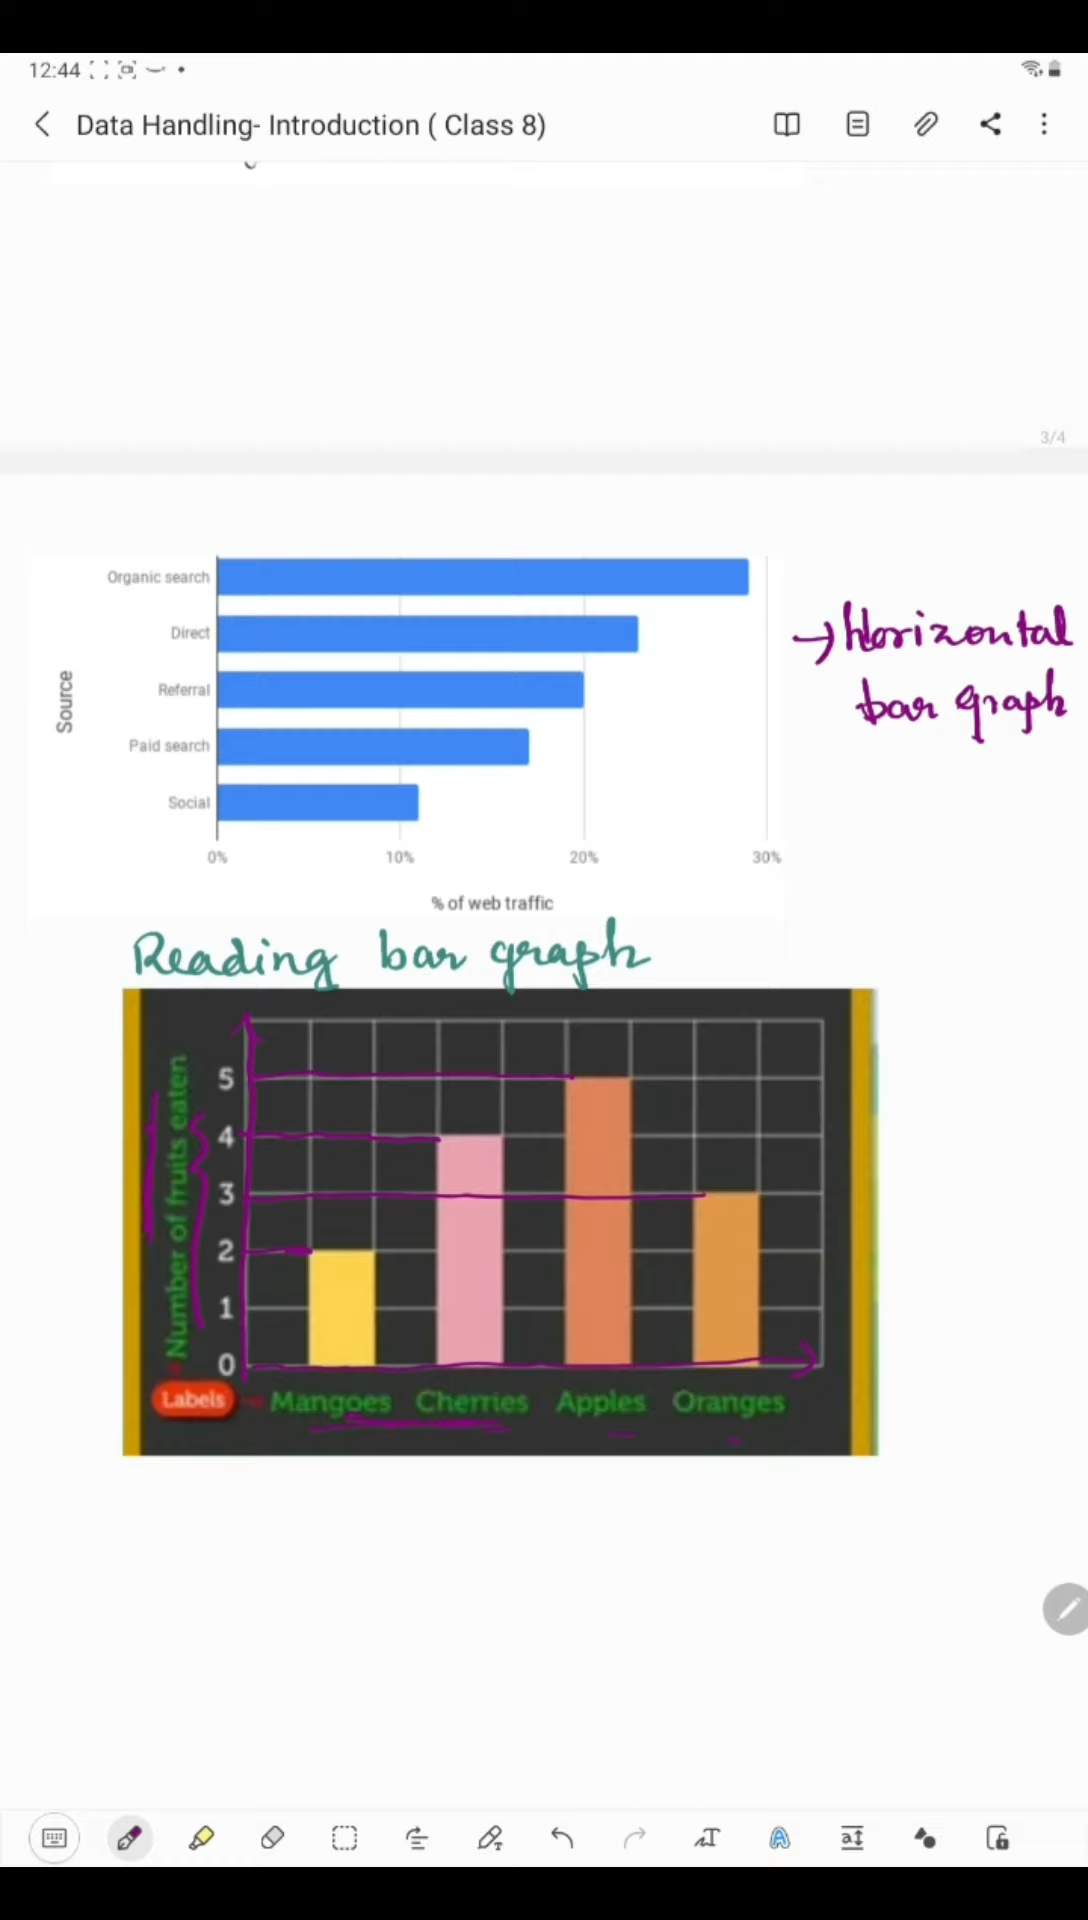 12:44
Data Handling- Introduction ( Class 8)
3/4
Organic search
Direct
Referral
Paid search
Social
Source
0% 10% 20% 30%
% of web traffic
→ Horizontal
bar graph
Reading bar graph
Number of fruits eaten
5
4
3
2
1
0
Labels
Mangoes Cherries Apples Oranges